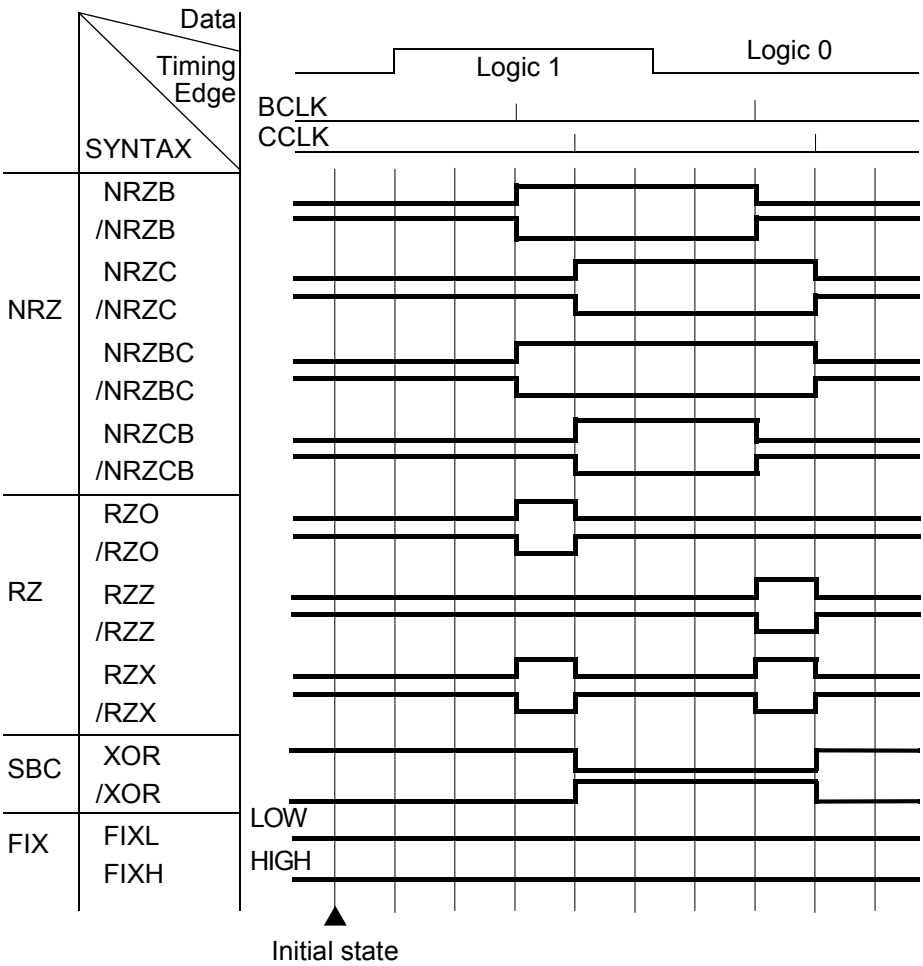 Data
Timing
Edge
SYNTAX
Logic 1
Logic 0
BCLK
CCLK
NRZ
NRZB
/NRZB
NRZC
/NRZC
NRZBC
/NRZBC
NRZCB
/NRZCB
RZ
RZO
/RZO
RZZ
/RZZ
RZX
/RZX
SBC
XOR
/XOR
FIX
FIXL
LOW
FIXH
HIGH
Initial state